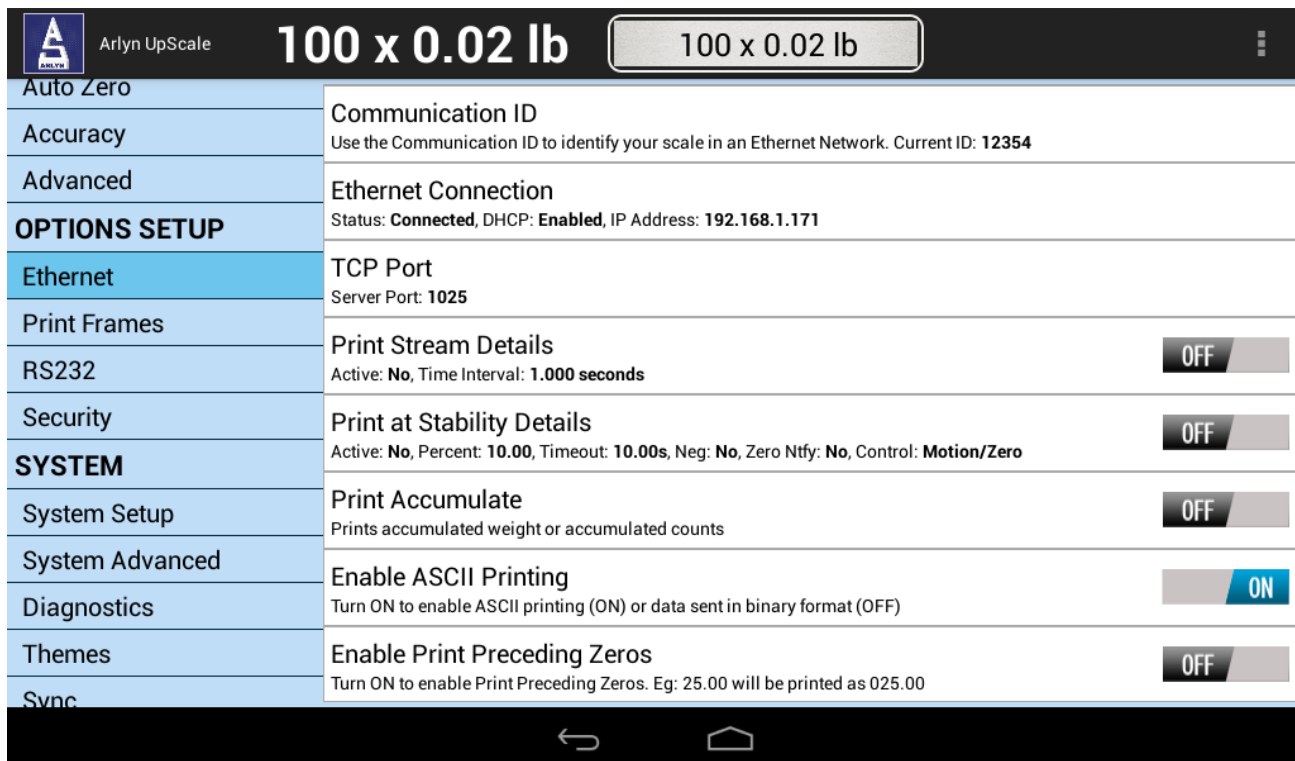 ARLYN
Arlyn UpScale
100 x 0.02 lb
100 x 0.02 lb
Auto Zero
Accuracy
Advanced
OPTIONS SETUP
Ethernet
Print Frames
RS232
Security
SYSTEM
System Setup
System Advanced
Diagnostics
Themes
Sync
Communication ID
Use the Communication ID to identify your scale in an Ethernet Network. Current ID: 12354
Ethernet Connection
Status: Connected, DHCP: Enabled, IP Address: 192.168.1.171
TCP Port
Server Port: 1025
Print Stream Details
Active: No, Time Interval: 1.000 seconds
OFF
Print at Stability Details
Active: No, Percent: 10.00, Timeout: 10.00s, Neg: No, Zero Ntfy: No, Control: Motion/Zero
OFF
Print Accumulate
Prints accumulated weight or accumulated counts
OFF
Enable ASCII Printing
Turn ON to enable ASCII printing (ON) or data sent in binary format (OFF)
ON
Enable Print Preceding Zeros
Turn ON to enable Print Preceding Zeros. Eg: 25.00 will be printed as 025.00
OFF